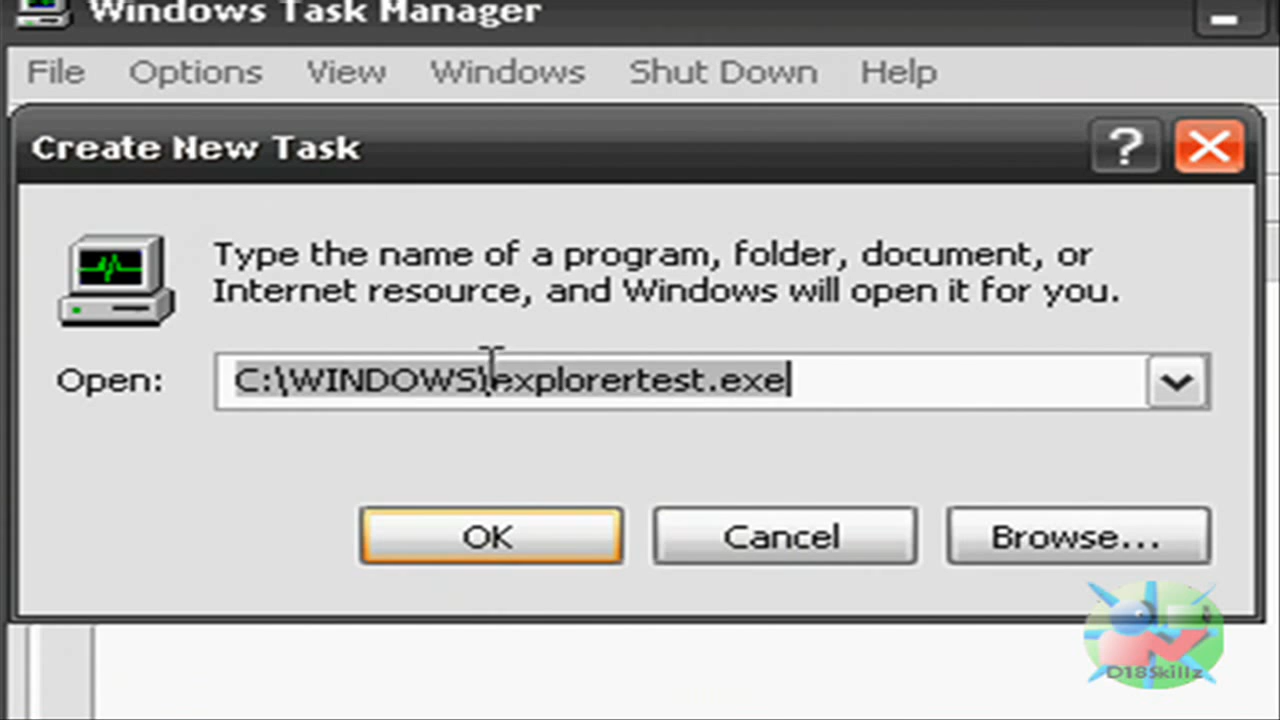 Windows Task Manager
File Options View Windows Shut Down Help
Create New Task
?
Type the name of a program, folder, document, or
Internet resource, and Windows will open it for you.
Open: C:\WINDOWS\explorertest.exe
OK Cancel Browse...
D18Skillz